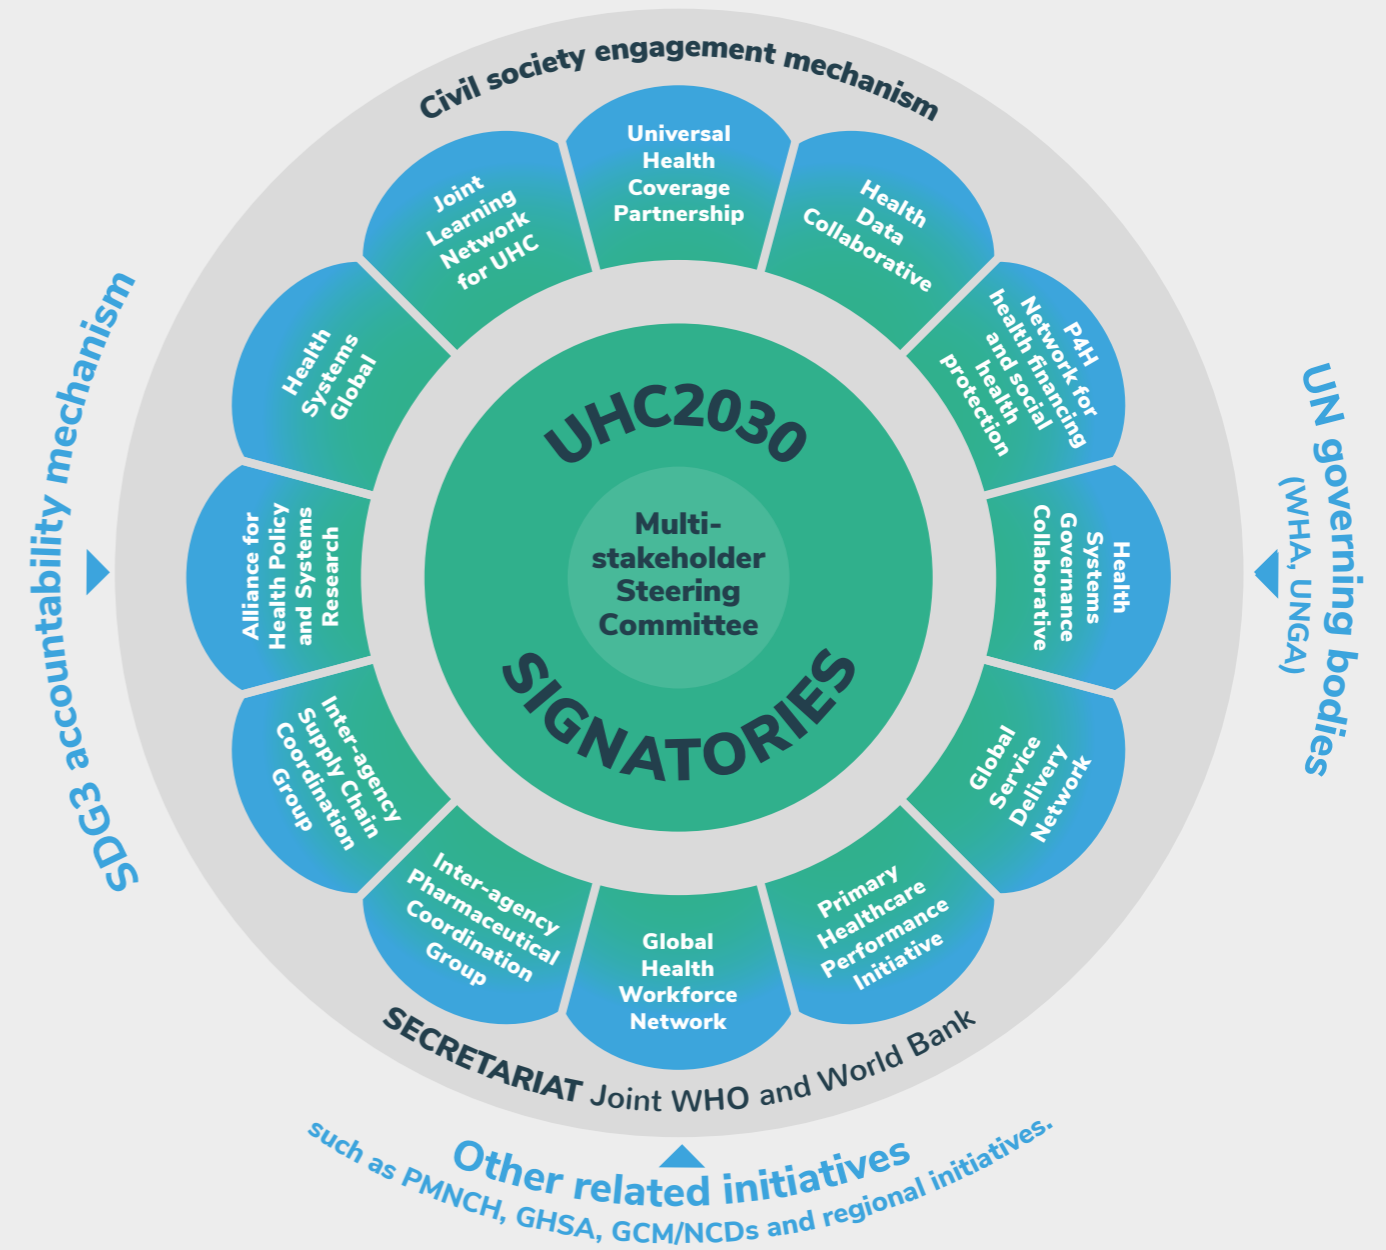 Civil society engagement mechanism
Universal
Health
Coverage
Partnership
Health
Data
Collaborative
P4H
Network for
health financing
and social
health
protection
Health
Systems
Governance
Collaborative
Global
Service
Delivery
Network
Primary
Healthcare
Performance
Initiative
Global
Health
Workforce
Network
Inter-agency
Pharmaceutical
Coordination
Group
Inter-agency
Supply Chain
Coordination
Group
Alliance for
Health Policy
and Systems
Research
Health
Systems
Global
Joint
Learning
Network
for UHC
UHC2030
Multi-
stakeholder
Steering
Committee
SIGNATORIES
SECRETARIAT Joint WHO and World Bank
SDG3 accountability mechanism
UN governing bodies
(WHA, UNGA)
Other related initiatives
such as PMNCH, GHSA, GCM/NCDs and regional initiatives.